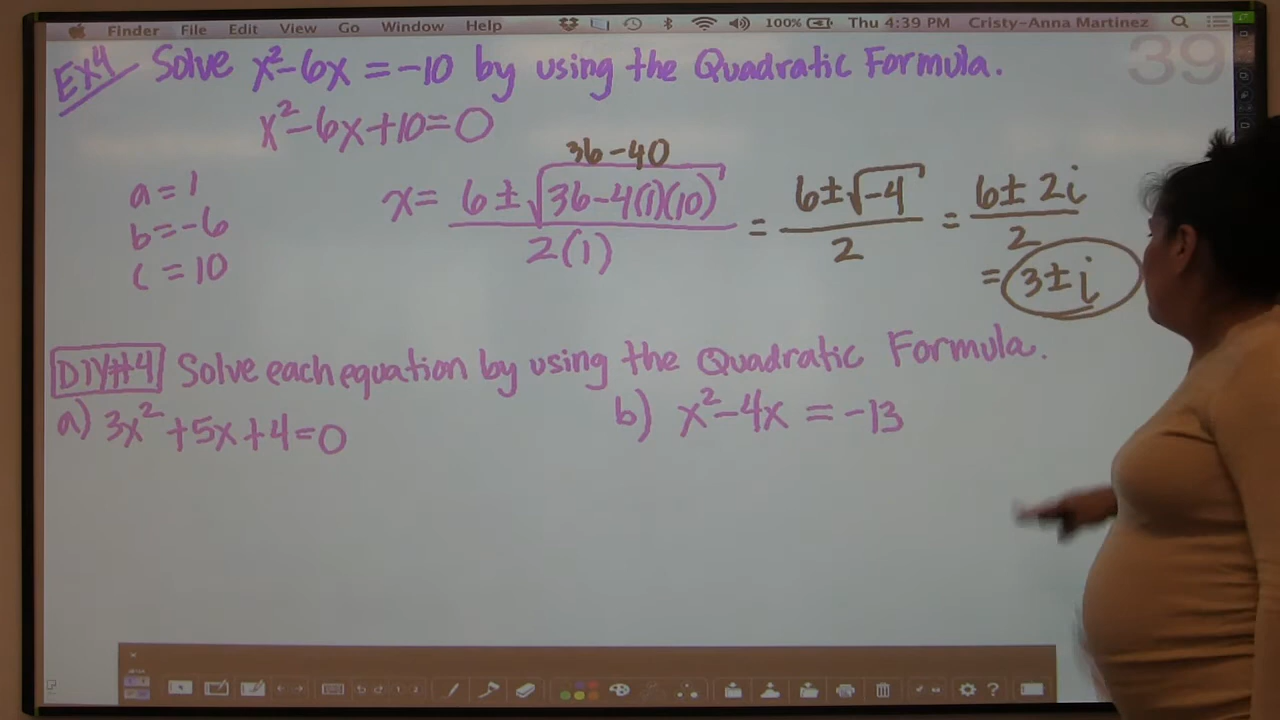 Finder File Edit View Go Window Help 100% Thu 4:39 PM Cristy-Anna Martinez
39
Ex4 Solve x²-6x = -10 by using the Quadratic Formula.
x²-6x+10=0
36-40
a = 1
b = -6
c = 10
x = 6 ± √36-4(1)(10) / 2(1) = 6 ± √-4 / 2 = 6 ± 2i / 2
= 3 ± i
DIY#4 Solve each equation by using the Quadratic Formula.
a) 3x² + 5x + 4 = 0
b) x² - 4x = -13